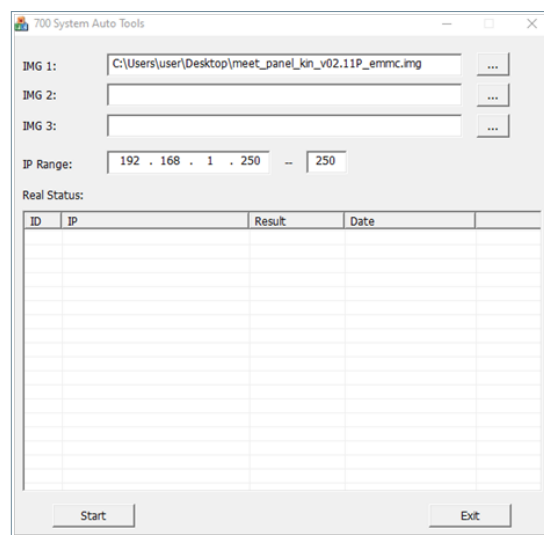 700 System Auto Tools
IMG 1: C:\Users\user\Desktop\meet_panel_kin_v02.11P_emmc.img ...
IMG 2: ...
IMG 3: ...
IP Range: 192 . 168 . 1 . 250 -- 250
Real Status:
ID IP Result Date
Start Exit